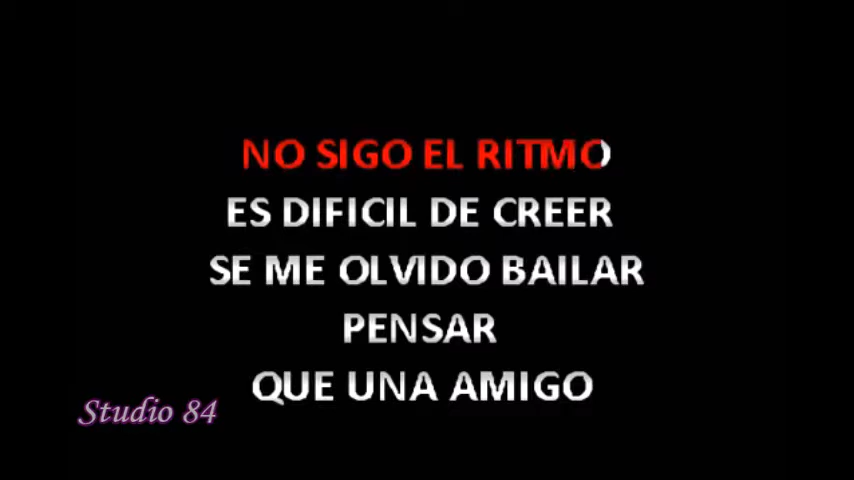 NO SIGO EL RITMO
ES DIFICIL DE CREER
SE ME OLVIDO BAILAR
PENSAR
QUE UNA AMIGO
Studio 84